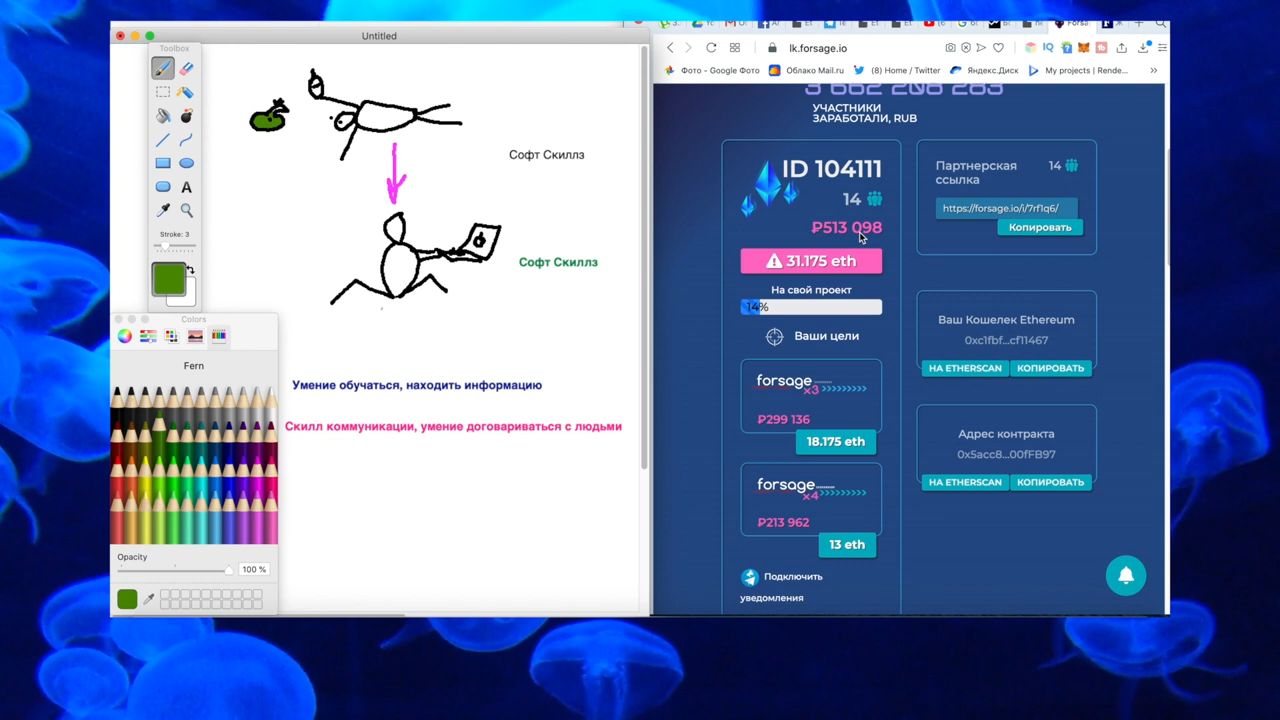 Untitled
Toolbox
Stroke: 3
Colors
Fern
Opacity
100 %
Софт Скиллз
Софт Скиллз
Умение обучаться, находить информацию
Скилл коммуникации, умение договариваться с людьми
lk.forsage.io
Фото - Google Фото
Облако Mail.ru
(8) Home / Twitter
Яндекс.Диск
My projects | Rende...
3 662 208 283
УЧАСТНИКИ
ЗАРАБОТАЛИ, RUB
ID 104111
14
₽513 098
31.175 eth
На свой проект
14%
Ваши цели
forsage
x3
₽299 136
18.175 eth
forsage
x4
₽213 962
13 eth
Подключить
уведомления
Партнерская
ссылка
14
https://forsage.io/i/7rf1q6/
Копировать
Ваш Кошелек Ethereum
0xc1fbf...cf11467
НА ETHERSCAN
КОПИРОВАТЬ
Адрес контракта
0x5acc8...00fFB97
НА ETHERSCAN
КОПИРОВАТЬ